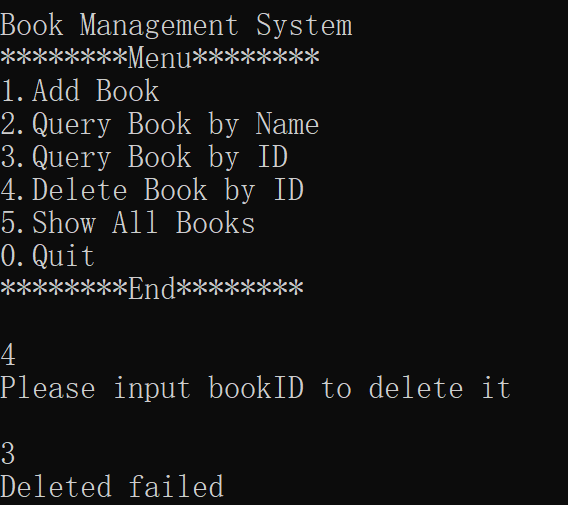 Book Management System
********Menu********
1.Add Book
2.Query Book by Name
3.Query Book by ID
4.Delete Book by ID
5.Show All Books
0.Quit
********End********
4
Please input bookID to delete it
3
Deleted failed